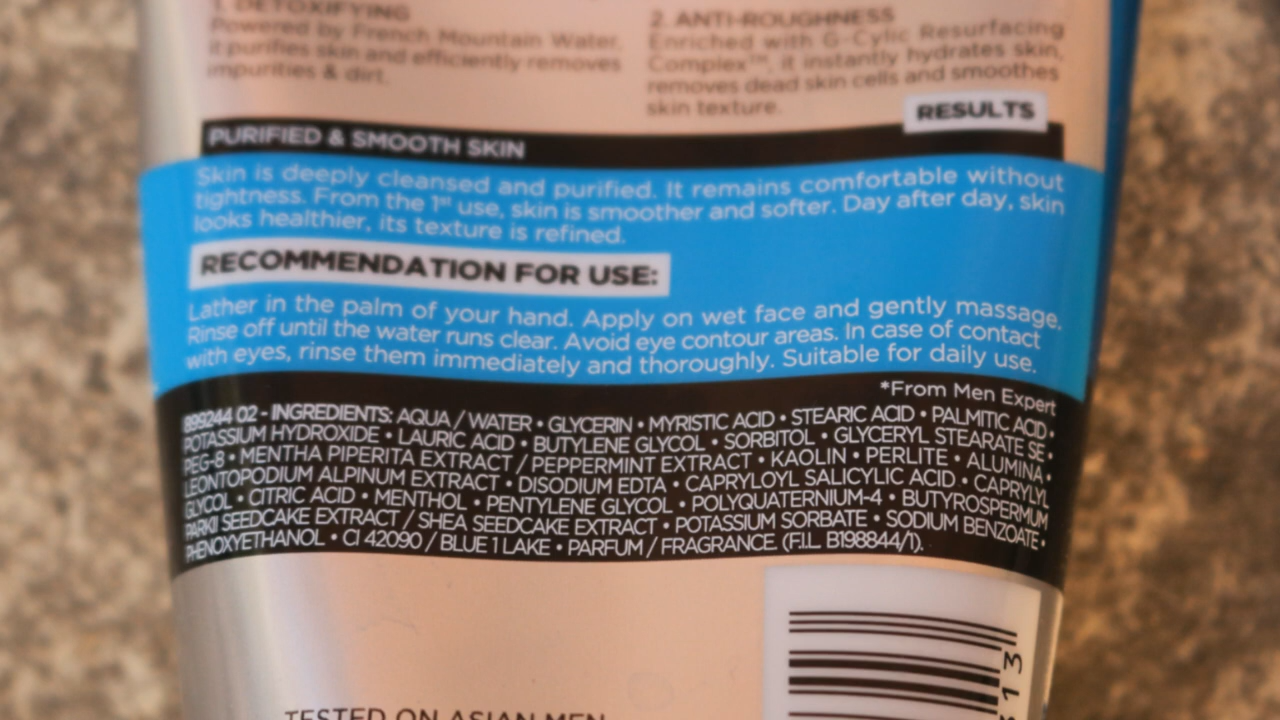 1. DETOXIFYING
Powered by French Mountain Water,
it purifies skin and efficiently removes
impurities & dirt.
2. ANTI-ROUGHNESS
Enriched with G-Cylic Resurfacing
Complex™, it instantly hydrates skin,
removes dead skin cells and smoothes
skin texture.
RESULTS
PURIFIED & SMOOTH SKIN
Skin is deeply cleansed and purified. It remains comfortable without
tightness. From the 1st use, skin is smoother and softer. Day after day, skin
looks healthier, its texture is refined.
RECOMMENDATION FOR USE:
Lather in the palm of your hand. Apply on wet face and gently massage.
Rinse off until the water runs clear. Avoid eye contour areas. In case of contact
with eyes, rinse them immediately and thoroughly. Suitable for daily use.
*From Men Expert
899244 02 - INGREDIENTS: AQUA / WATER • GLYCERIN • MYRISTIC ACID • STEARIC ACID • PALMITIC ACID •
POTASSIUM HYDROXIDE • LAURIC ACID • BUTYLENE GLYCOL • SORBITOL • GLYCERYL STEARATE SE •
PEG-8 • MENTHA PIPERITA EXTRACT / PEPPERMINT EXTRACT • KAOLIN • PERLITE • ALUMINA •
LEONTOPODIUM ALPINUM EXTRACT • DISODIUM EDTA • CAPRYLOYL SALICYLIC ACID • CAPRYLYL
GLYCOL • CITRIC ACID • MENTHOL • PENTYLENE GLYCOL • POLYQUATERNIUM-4 • BUTYROSPERMUM
PARKII SEEDCAKE EXTRACT / SHEA SEEDCAKE EXTRACT • POTASSIUM SORBATE • SODIUM BENZOATE •
PHENOXYETHANOL • CI 42090 / BLUE 1 LAKE • PARFUM / FRAGRANCE. (F.I.L. B198844/1).
TESTED ON ASIAN MEN